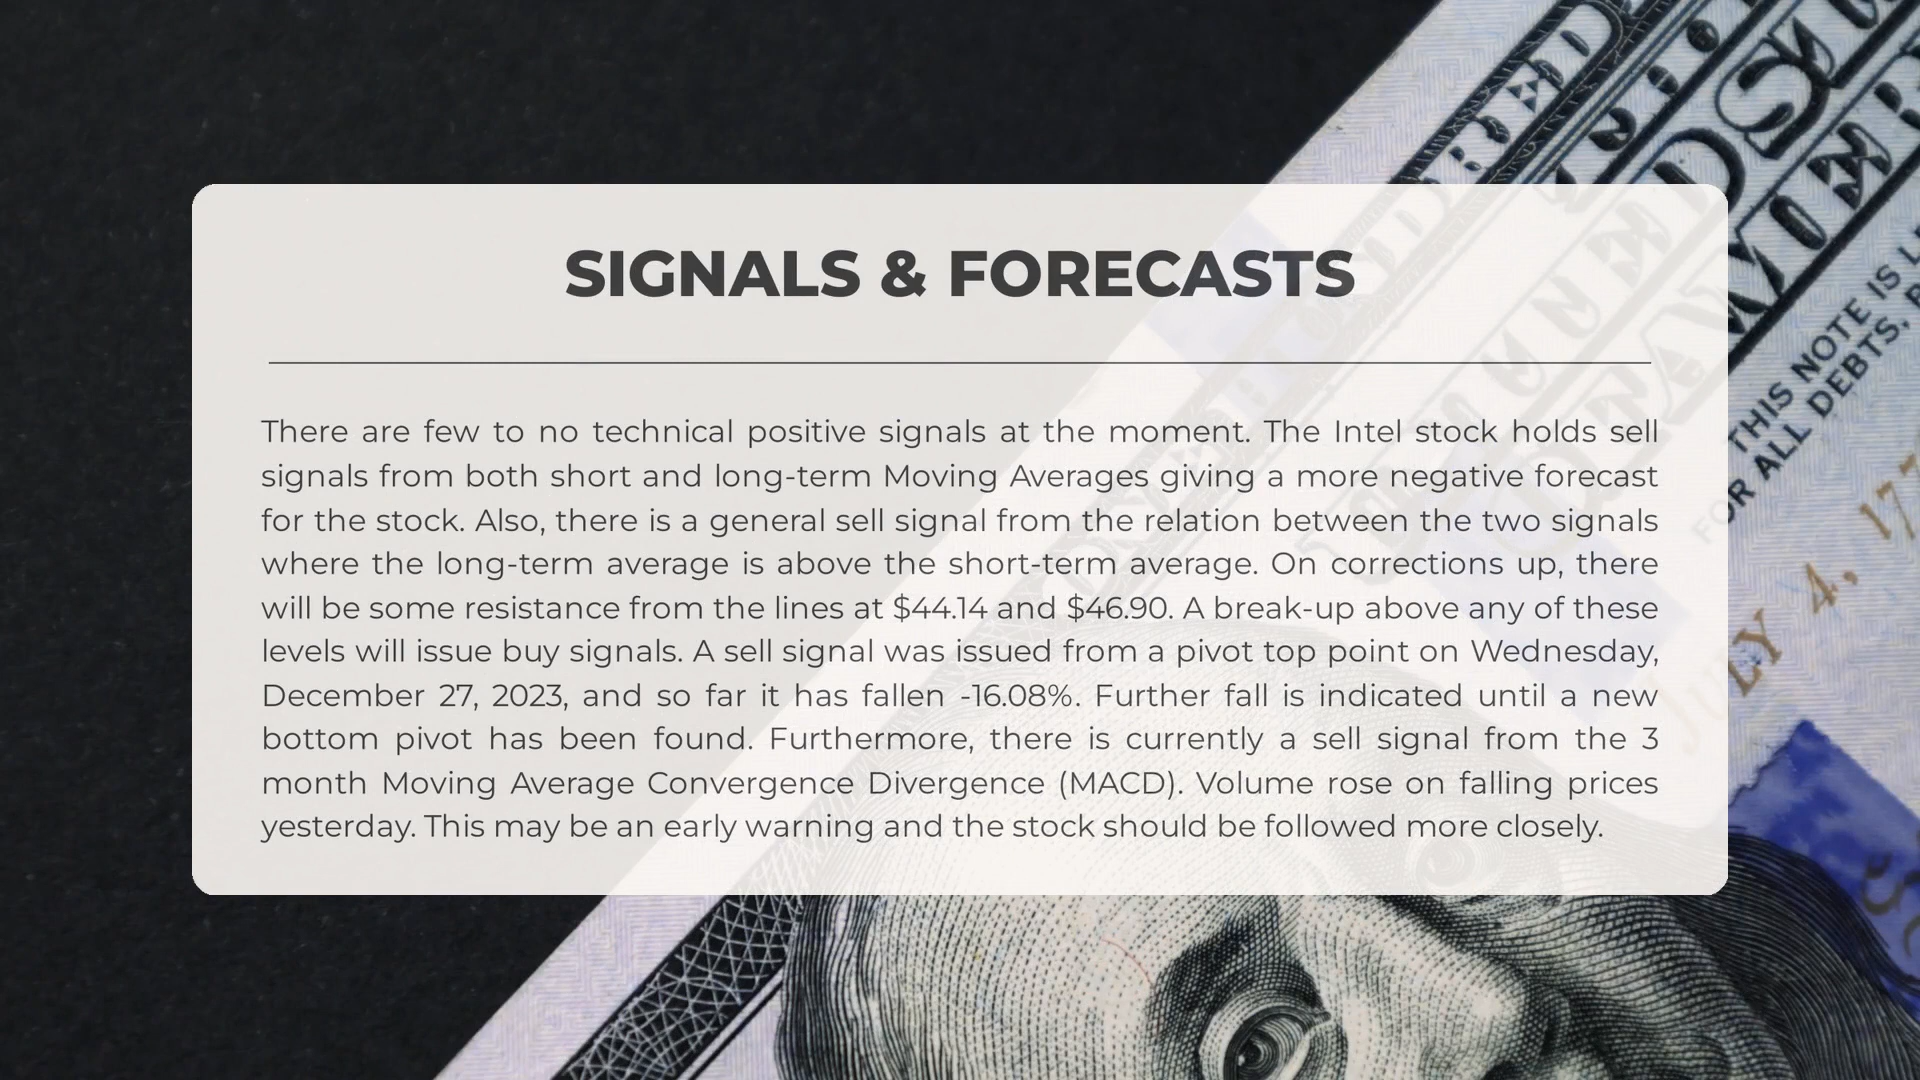 SIGNALS & FORECASTS
There are few to no technical positive signals at the moment. The Intel stock holds sell
signals from both short and long-term Moving Averages giving a more negative forecast
for the stock. Also, there is a general sell signal from the relation between the two signals
where the long-term average is above the short-term average. On corrections up, there
will be some resistance from the lines at $44.14 and $46.90. A break-up above any of these
levels will issue buy signals. A sell signal was issued from a pivot top point on Wednesday,
December 27, 2023, and so far it has fallen -16.08%. Further fall is indicated until a new
bottom pivot has been found. Furthermore, there is currently a sell signal from the 3
month Moving Average Convergence Divergence (MACD). Volume rose on falling prices
yesterday. This may be an early warning and the stock should be followed more closely.
THIS NOTE IS
FOR ALL DEBTS,
JULY 4, 177